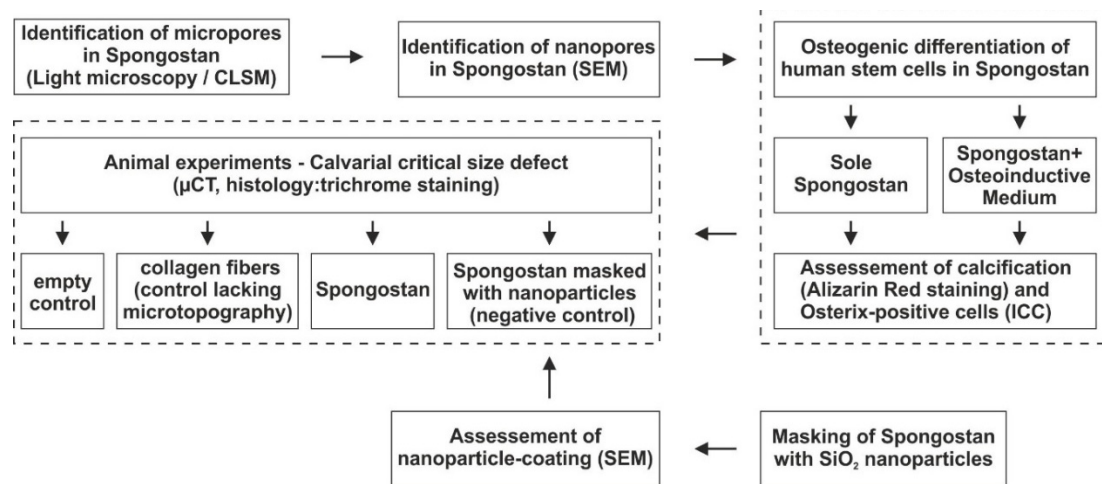 Identification of micropores
in Spongostan
(Light microscopy / CLSM)
Identification of nanopores
in Spongostan (SEM)
Osteogenic differentiation of
human stem cells in Spongostan
Sole
Spongostan
Spongostan+
Osteoinductive
Medium
Assessment of calcification
(Alizarin Red staining) and
Osterix-positive cells (ICC)
Animal experiments - Calvarial critical size defect
(µCT, histology:trichrome staining)
empty
control
collagen fibers
(control lacking
microtopography)
Spongostan
Spongostan masked
with nanoparticles
(negative control)
Assessement of
nanoparticle-coating (SEM)
Masking of Spongostan
with SiO₂ nanoparticles